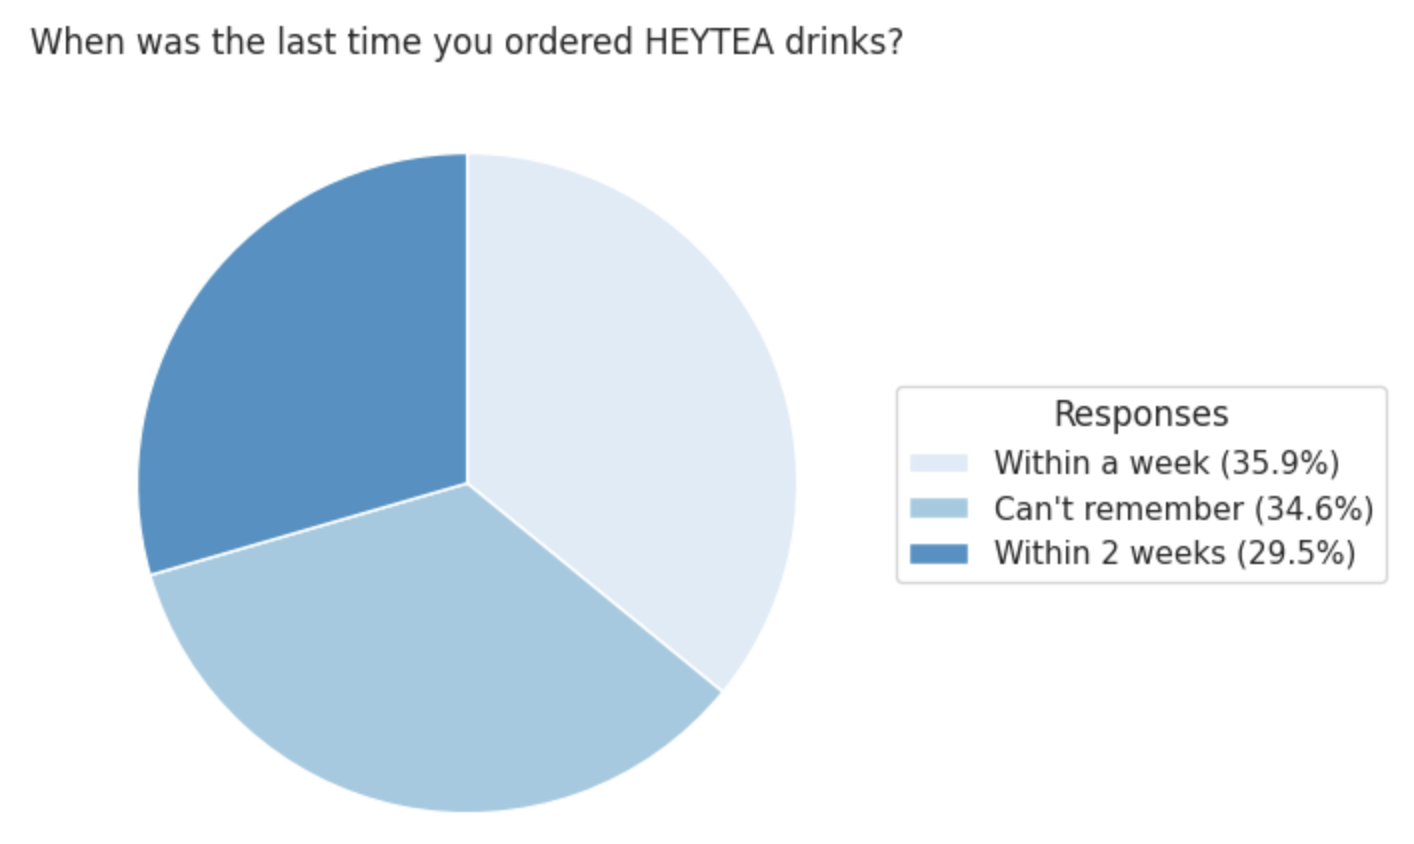 When was the last time you ordered HEYTEA drinks?
Responses
Within a week (35.9%)
Can't remember (34.6%)
Within 2 weeks (29.5%)